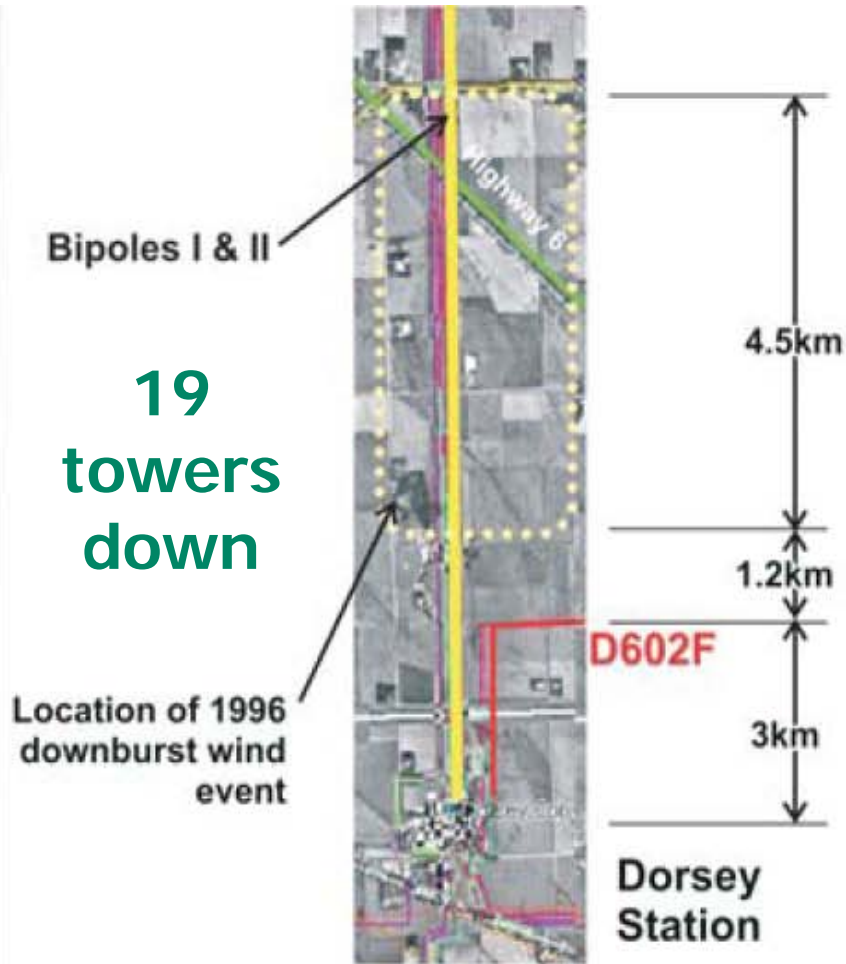 Highway 6
Bipoles I & II
4.5km
19
towers
down
1.2km
D602F
Location of 1996
downburst wind
event
3km
Dorsey
Station